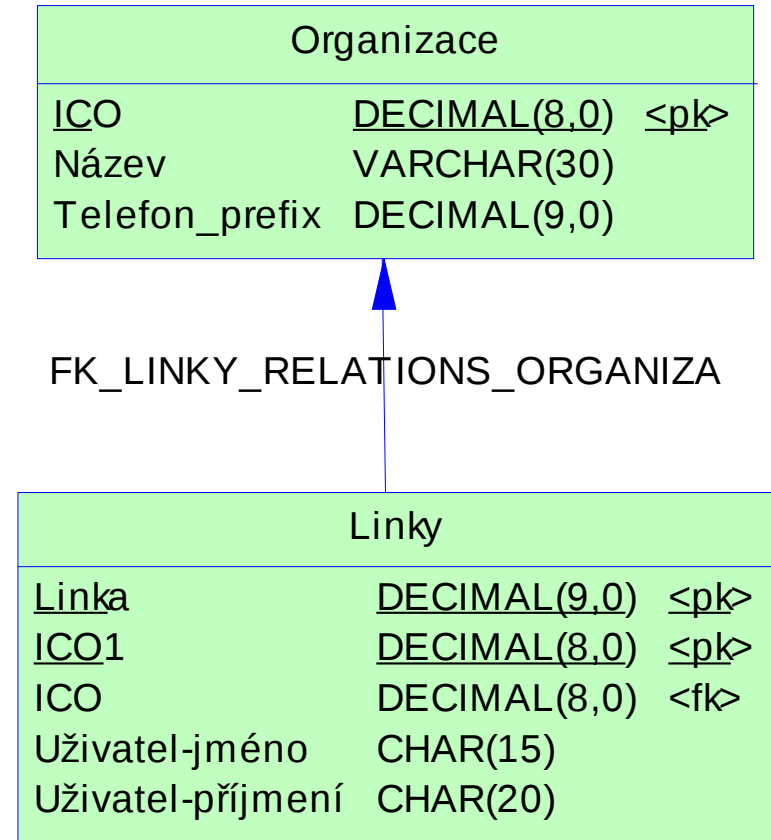 Organizace
ICO DECIMAL(8,0) <pk>
Název VARCHAR(30)
Telefon_prefix DECIMAL(9,0)
FK_LINKY_RELATIONS_ORGANIZA
Linky
Linka DECIMAL(9,0) <pk>
ICO1 DECIMAL(8,0) <pk>
ICO DECIMAL(8,0) <fk>
Uživatel-jméno CHAR(15)
Uživatel-příjmení CHAR(20)